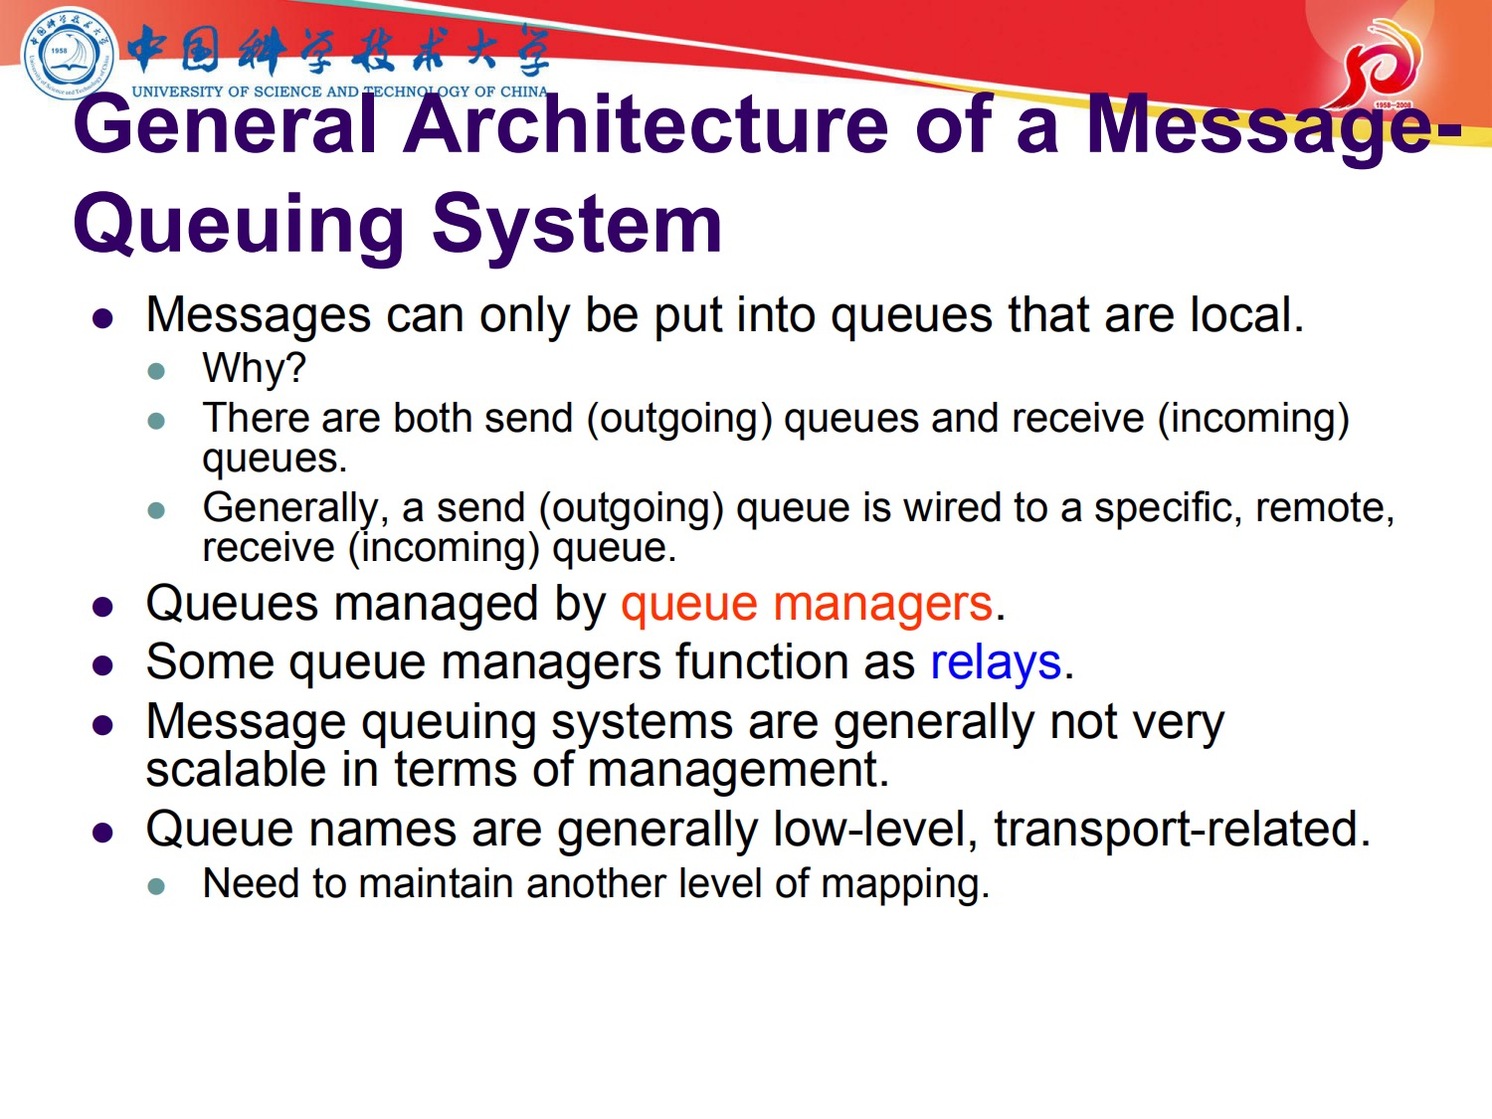 中国科学技术大学
1958
UNIVERSITY OF SCIENCE AND TECHNOLOGY OF CHINA
1958-2008
General Architecture of a Message-
Queuing System
Messages can only be put into queues that are local.
Why?
There are both send (outgoing) queues and receive (incoming)
queues.
Generally, a send (outgoing) queue is wired to a specific, remote,
receive (incoming) queue.
Queues managed by queue managers.
Some queue managers function as relays.
Message queuing systems are generally not very
scalable in terms of management.
Queue names are generally low-level, transport-related.
Need to maintain another level of mapping.